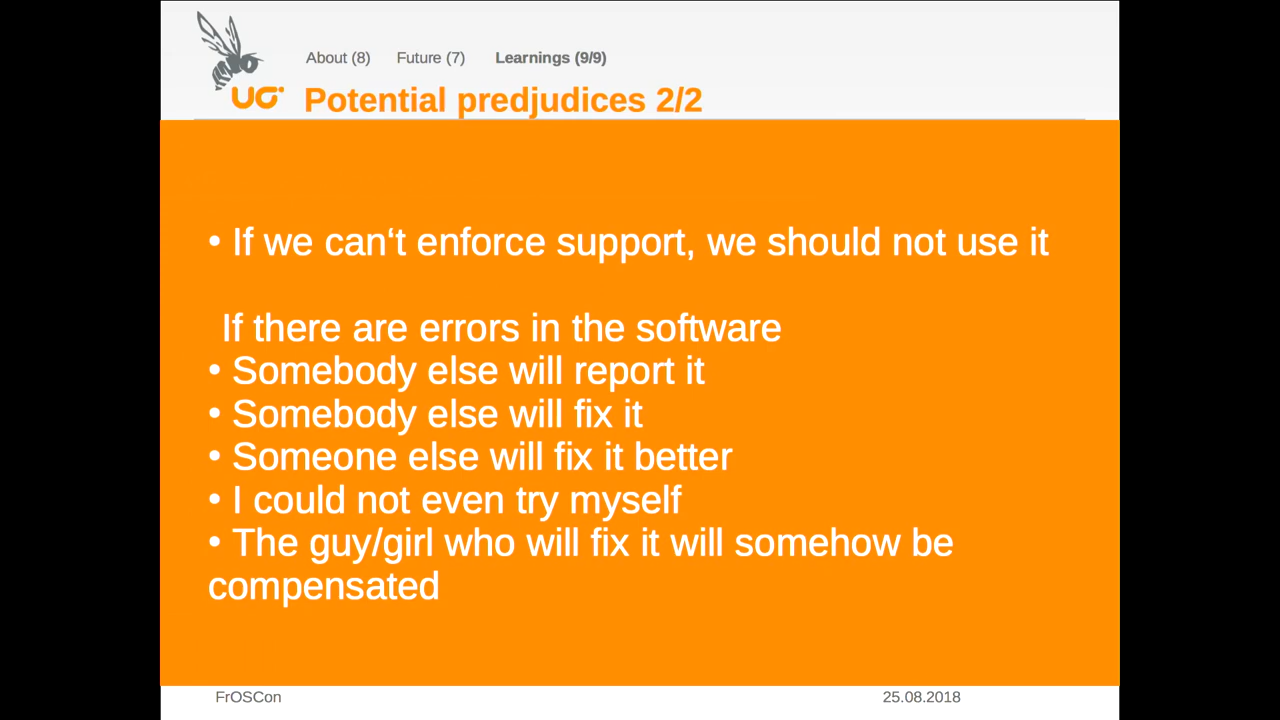 About (8) Future (7) Learnings (9/9)
UG
Potential predjudices 2/2
• If we can‘t enforce support, we should not use it
If there are errors in the software
• Somebody else will report it
• Somebody else will fix it
• Someone else will fix it better
• I could not even try myself
• The guy/girl who will fix it will somehow be
compensated
FrOSCon 25.08.2018